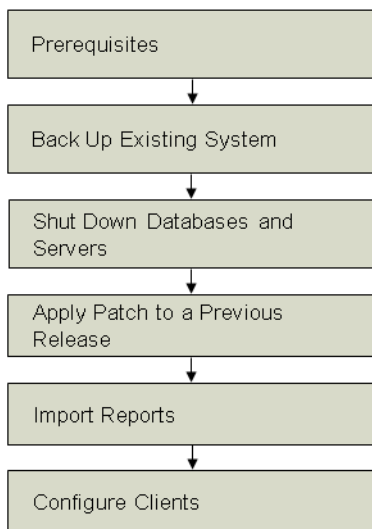 Prerequisites
Back Up Existing System
Shut Down Databases and
Servers
Apply Patch to a Previous
Release
Import Reports
Configure Clients